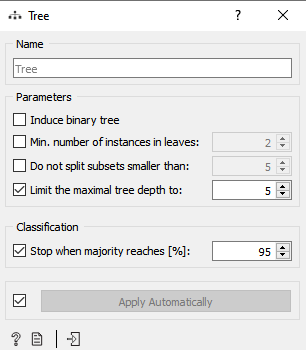 Tree
?
Name
Tree
Parameters
Induce binary tree
Min. number of instances in leaves: 2
Do not split subsets smaller than: 5
Limit the maximal tree depth to: 5
Classification
Stop when majority reaches [%]: 95
Apply Automatically
?